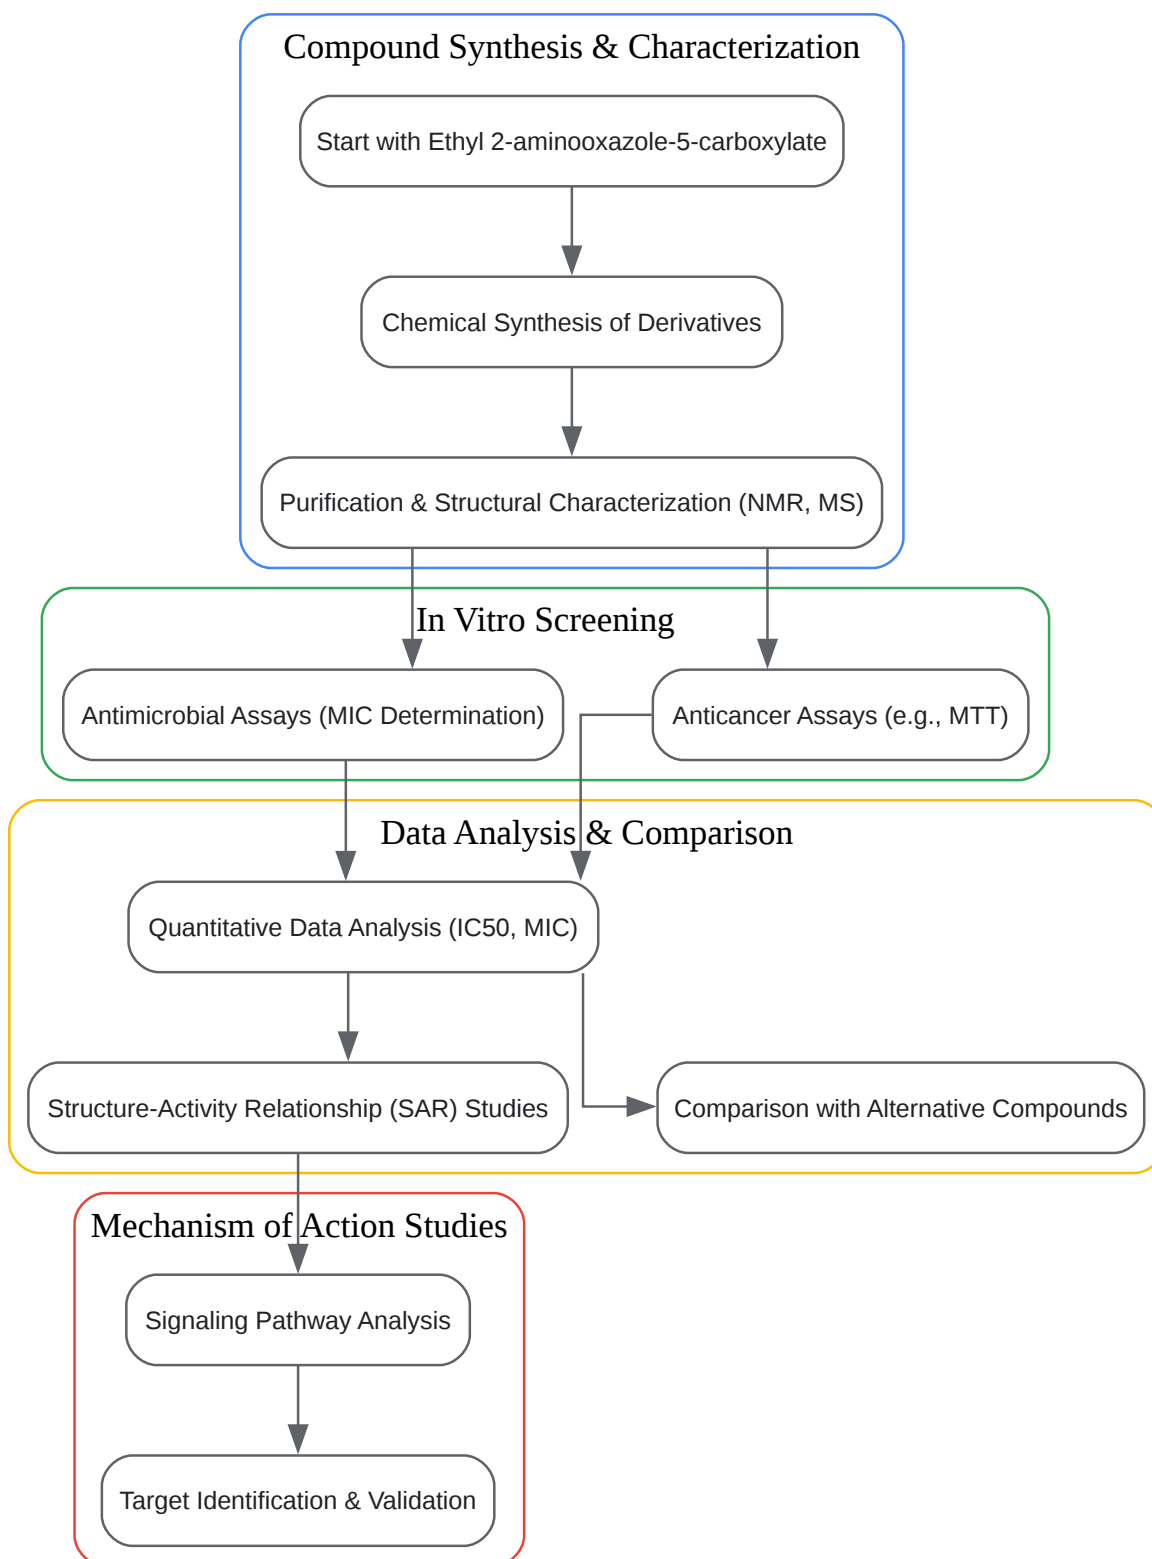 Compound Synthesis & Characterization
Start with Ethyl 2-aminooxazole-5-carboxylate
Chemical Synthesis of Derivatives
Purification & Structural Characterization (NMR, MS)
In Vitro Screening
Antimicrobial Assays (MIC Determination)
Anticancer Assays (e.g., MTT)
Data Analysis & Comparison
Quantitative Data Analysis (IC50, MIC)
Structure-Activity Relationship (SAR) Studies
Comparison with Alternative Compounds
Mechanism of Action Studies
Signaling Pathway Analysis
Target Identification & Validation